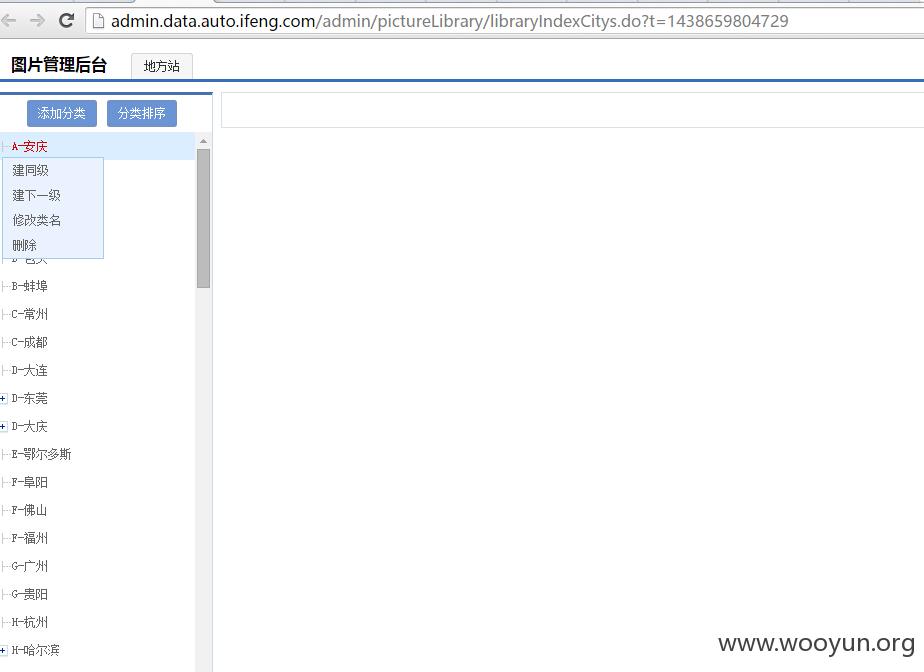 admin.data.auto.ifeng.com/admin/pictureLibrary/libraryIndexCitys.do?t=1438659804729
图片管理后台
地方站
添加分类 分类排序
A-安庆
建同级
建下一级
修改类名
删除
B-包头
B-蚌埠
C-常州
C-成都
D-大连
D-东莞
D-大庆
E-鄂尔多斯
F-阜阳
F-佛山
F-福州
G-广州
G-贵阳
H-杭州
H-哈尔滨
www.wooyun.org